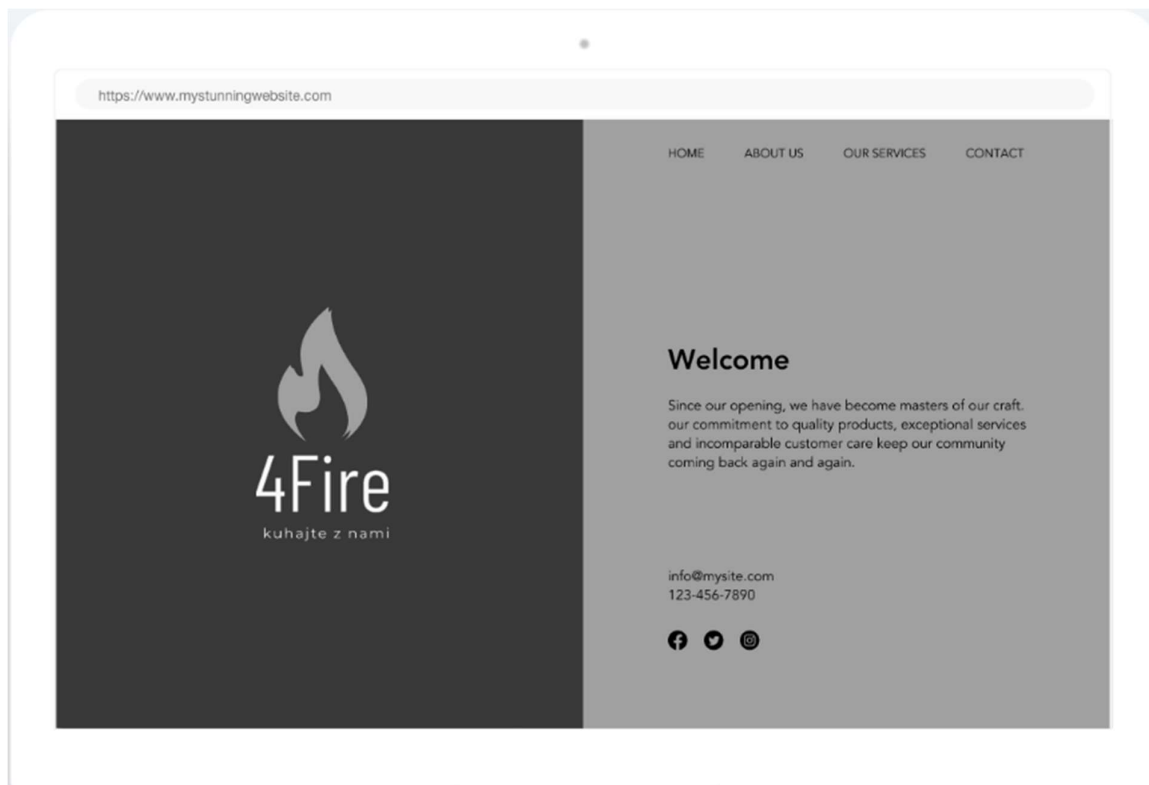 https://www.mystunningwebsite.com
HOME ABOUT US OUR SERVICES CONTACT
4Fire
kuhajte z nami
Welcome
Since our opening, we have become masters of our craft.
our commitment to quality products, exceptional services
and incomparable customer care keep our community
coming back again and again.
info@mysite.com
123-456-7890